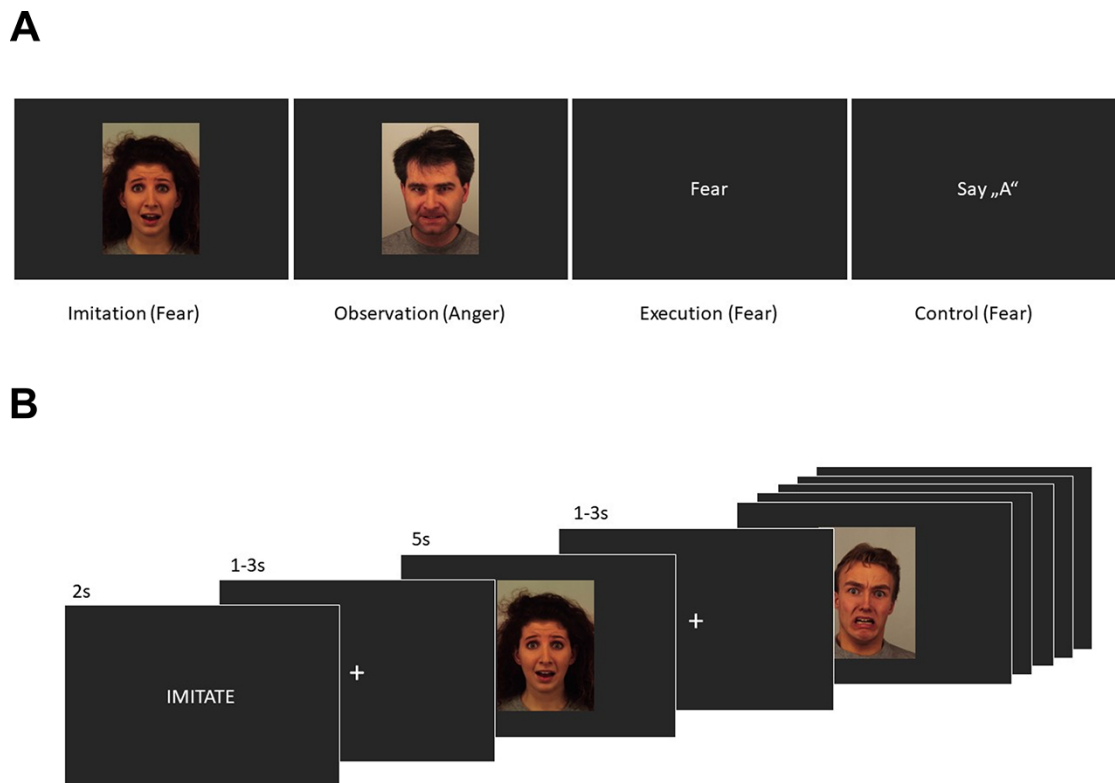 A
Fear
Say „A“
Imitation (Fear)
Observation (Anger)
Execution (Fear)
Control (Fear)
B
2s
1-3s
5s
1-3s
IMITATE
+
+